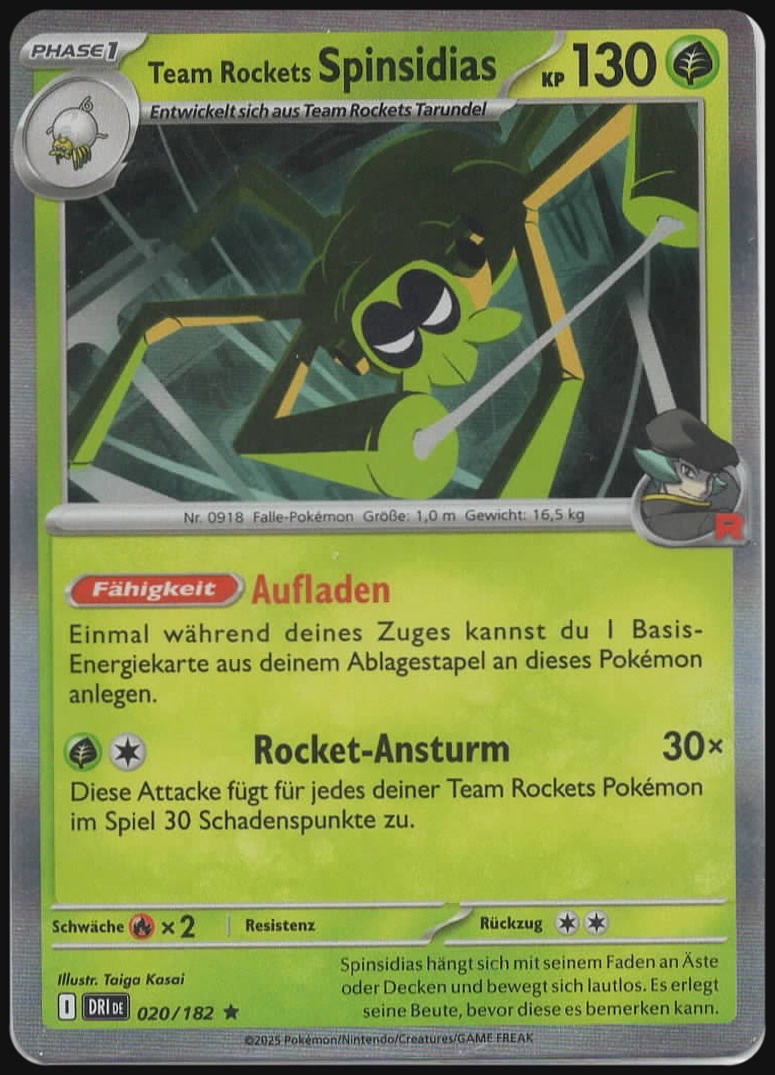 PHASE 1
Team Rockets Spinsidias KP 130
Entwickelt sich aus Team Rockets Tarundel
R
Nr. 0918 Falle-Pokémon Größe: 1,0 m Gewicht: 16,5 kg
Fähigkeit Aufladen
Einmal während deines Zuges kannst du 1 Basis-
Energiekarte aus deinem Ablagestapel an dieses Pokémon
anlegen.
Rocket-Ansturm 30×
Diese Attacke fügt für jedes deiner Team Rockets Pokémon
im Spiel 30 Schadenspunkte zu.
Schwäche ×2 Resistenz Rückzug
Illustr. Taiga Kasai
I DRI DE 020/182 ★
Spinsidias hängt sich mit seinem Faden an Äste
oder Decken und bewegt sich lautlos. Es erlegt
seine Beute, bevor diese es bemerken kann.
©2025 Pokémon/Nintendo/Creatures/GAME FREAK